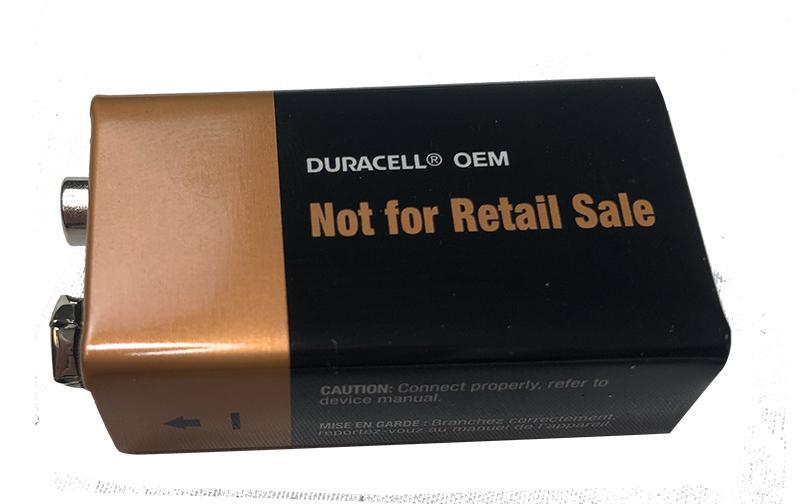 DURACELL® OEM
Not for Retail Sale
CAUTION: Connect properly, refer to
device manual.
MISE EN GARDE : Branchez correctement,
reportez-vous au manuel de l'appareil.